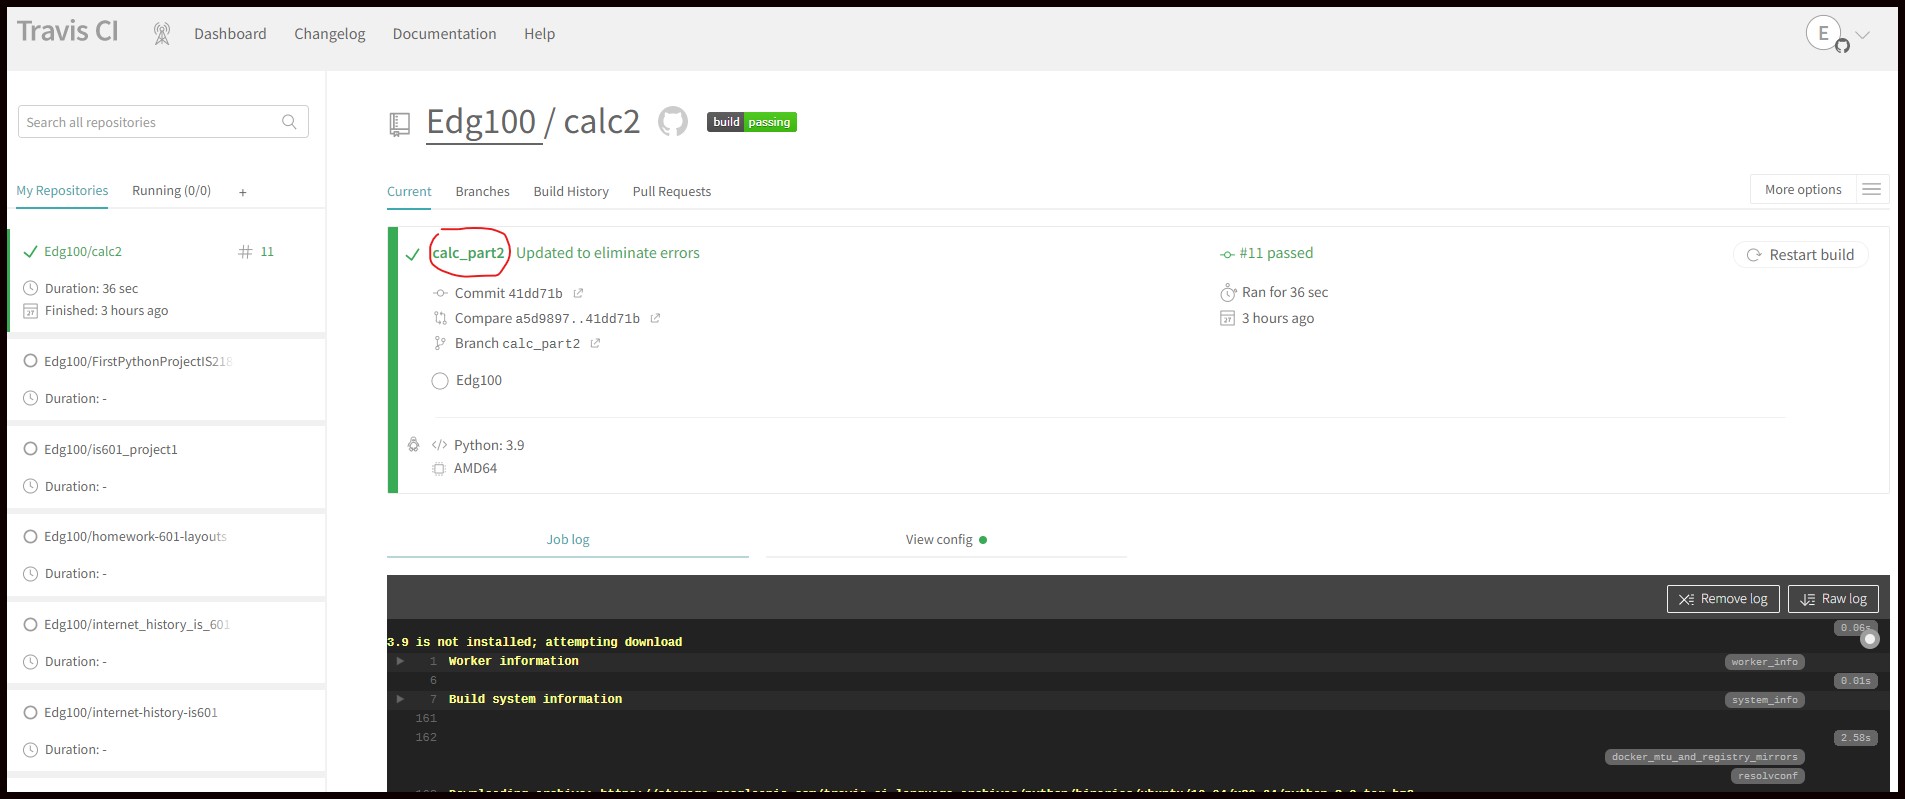 Travis CI
Dashboard
Changelog
Documentation
Help
E
Search all repositories
My Repositories
Running (0/0)
+
Edg100/calc2
# 11
Duration: 36 sec
Finished: 3 hours ago
Edg100/FirstPythonProjectIS218
Duration: -
Edg100/is601_project1
Duration: -
Edg100/homework-601-layouts
Duration: -
Edg100/internet_history_is_601
Duration: -
Edg100/internet-history-is601
Duration: -
Edg100 / calc2
build passing
Current
Branches
Build History
Pull Requests
More options
calc_part2 Updated to eliminate errors
Commit 41dd71b
Compare a5d9897..41dd71b
Branch calc_part2
Edg100
#11 passed
Ran for 36 sec
3 hours ago
Restart build
Python: 3.9
AMD64
Job log
View config
Remove log
Raw log
3.9 is not installed; attempting download
0.06s
1 Worker information
worker_info
6
0.01s
7 Build system information
system_info
161
162
2.58s
docker_mtu_and_registry_mirrors
resolvconf